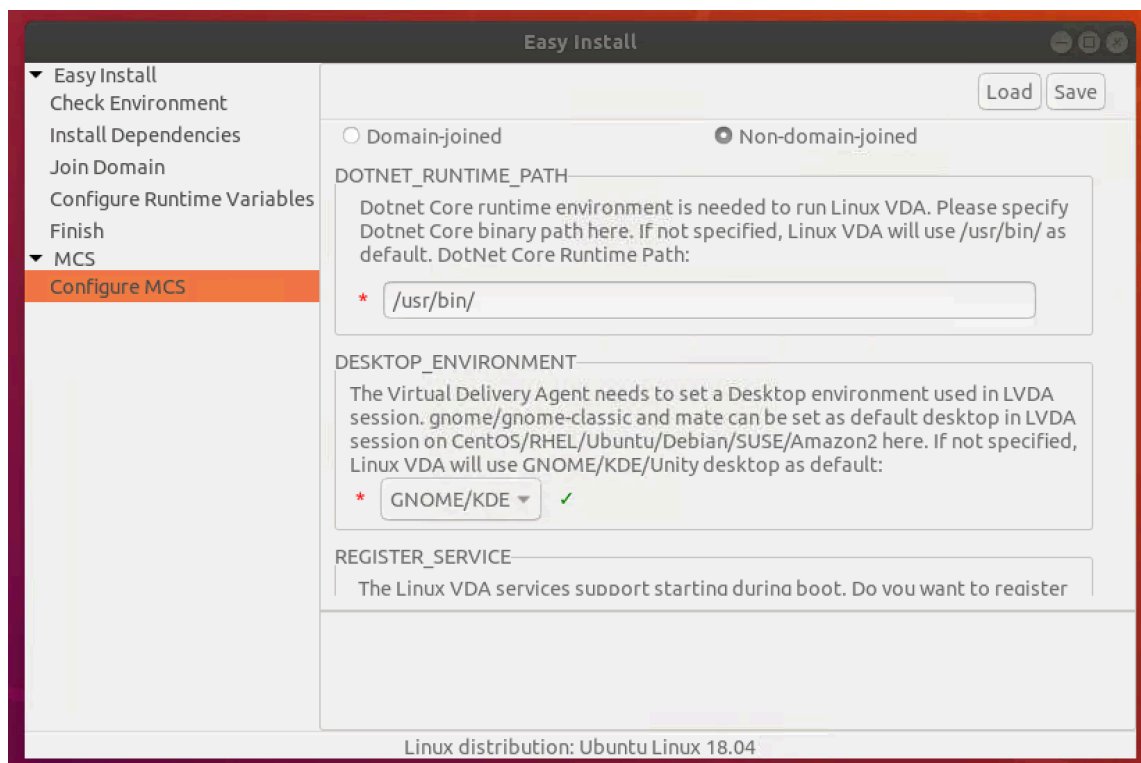 Easy Install
Easy Install
Check Environment
Install Dependencies
Join Domain
Configure Runtime Variables
Finish
MCS
Configure MCS
Load Save
Domain-joined Non-domain-joined
DOTNET_RUNTIME_PATH
Dotnet Core runtime environment is needed to run Linux VDA. Please specify
Dotnet Core binary path here. If not specified, Linux VDA will use /usr/bin/ as
default. DotNet Core Runtime Path:
* /usr/bin/
DESKTOP_ENVIRONMENT
The Virtual Delivery Agent needs to set a Desktop environment used in LVDA
session. gnome/gnome-classic and mate can be set as default desktop in LVDA
session on CentOS/RHEL/Ubuntu/Debian/SUSE/Amazon2 here. If not specified,
Linux VDA will use GNOME/KDE/Unity desktop as default:
* GNOME/KDE ✓
REGISTER_SERVICE
The Linux VDA services support starting during boot. Do you want to register
Linux distribution: Ubuntu Linux 18.04